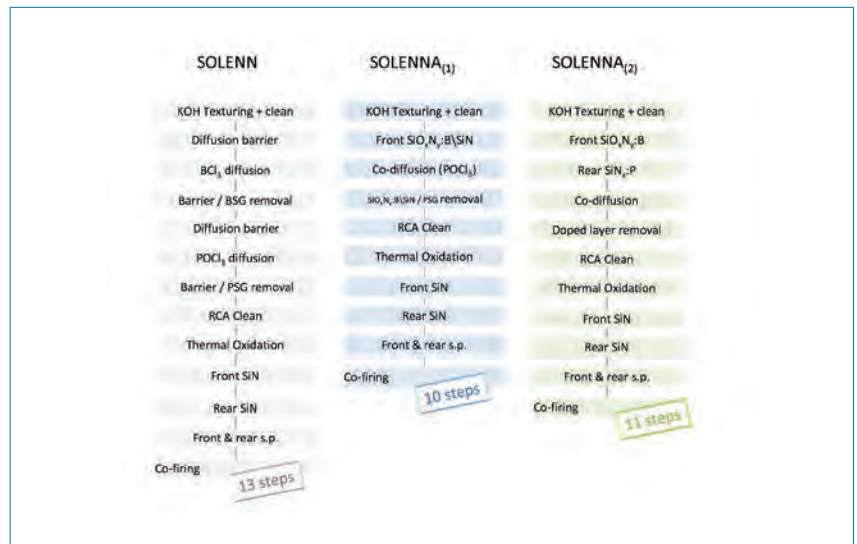 SOLENN
KOH Texturing + clean
Diffusion barrier
BCl₃ diffusion
Barrier / BSG removal
Diffusion barrier
POCl₃ diffusion
Barrier / PSG removal
RCA Clean
Thermal Oxidation
Front SiN
Rear SiN
Front & rear s.p.
Co-firing
13 steps
SOLENNA(1)
KOH Texturing + clean
Front SiOₓNᵧ:B\SiN
Co-diffusion (POCl₃)
SiOₓNᵧ:B\SiN / PSG removal
RCA Clean
Thermal Oxidation
Front SiN
Rear SiN
Front & rear s.p.
Co-firing
10 steps
SOLENNA(2)
KOH Texturing + clean
Front SiOₓNᵧ:B
Rear SiNₓ:P
Co-diffusion
Doped layer removal
RCA Clean
Thermal Oxidation
Front SiN
Rear SiN
Front & rear s.p.
Co-firing
11 steps